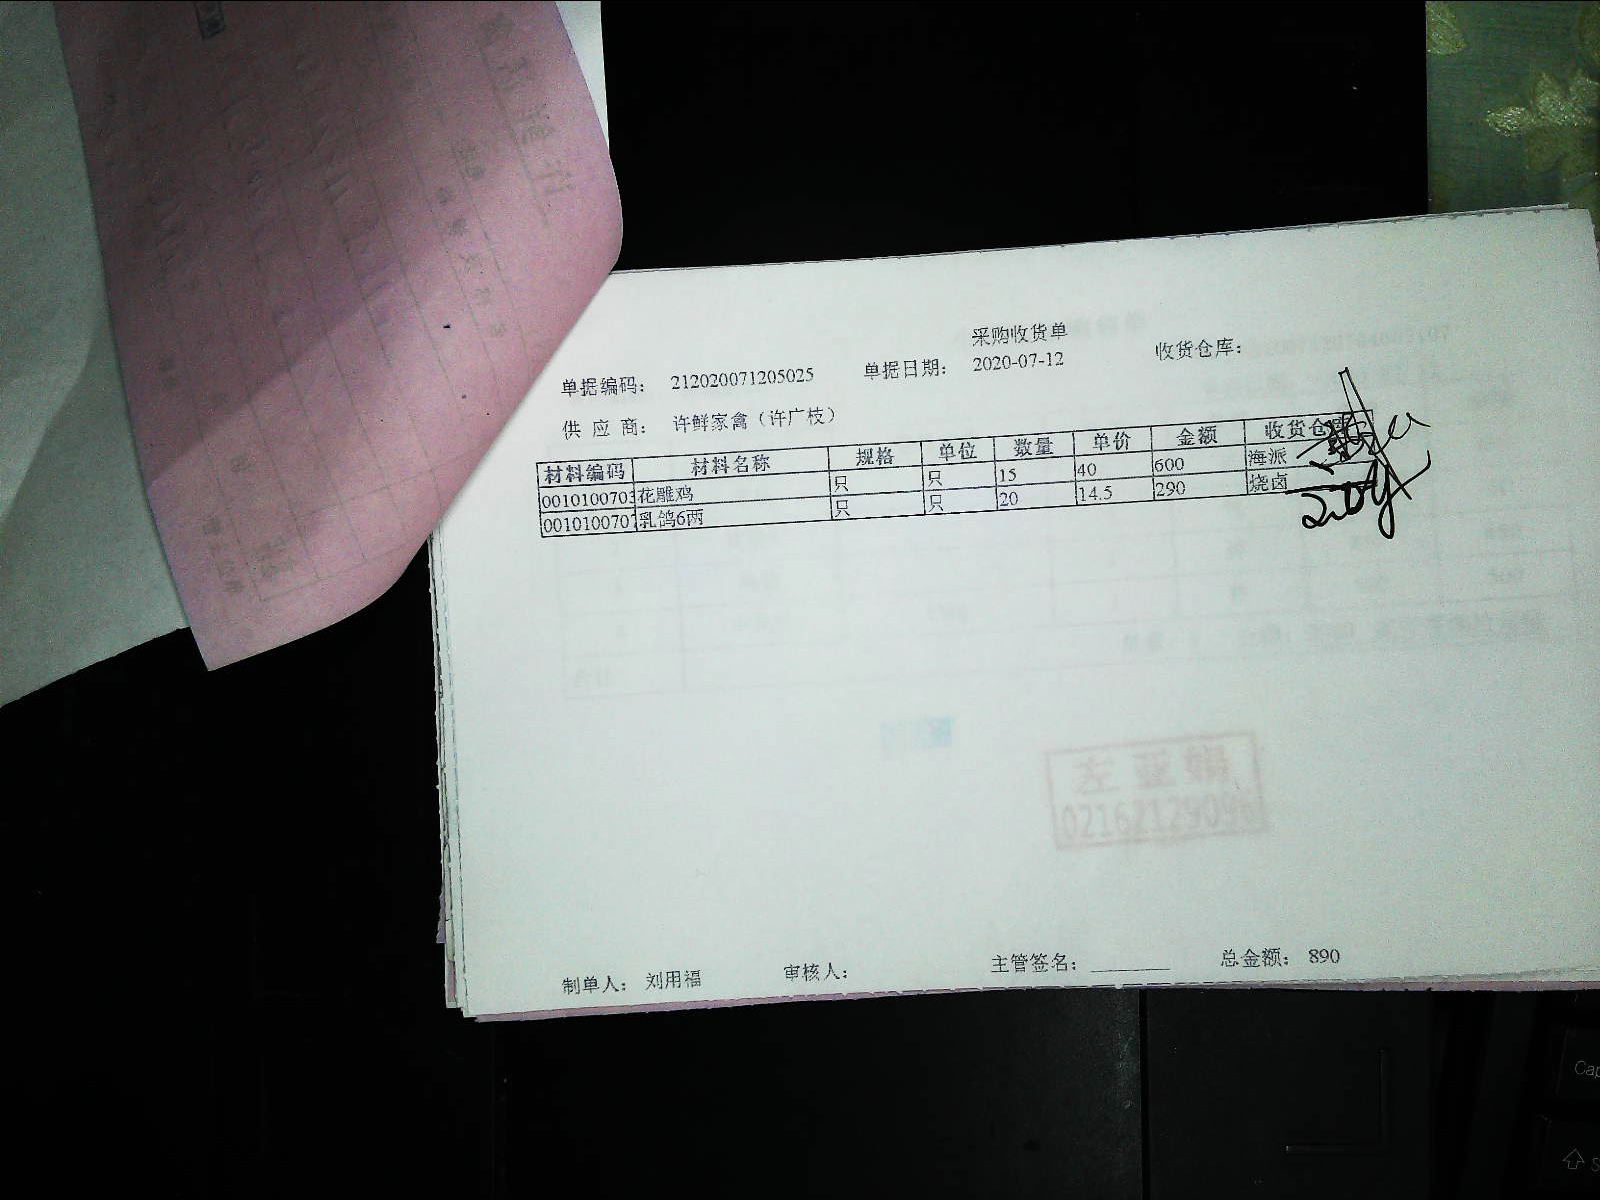 采购收货单
单据编码： 212020071205025 单据日期： 2020-07-12 收货仓库：
供 应 商： 许鲜家禽（许广枝）
材料编码 材料名称 规格 单位 数量 单价 金额 收货仓
0010100703 花雕鸡 只 只 15 40 600 海派
0010100707 乳鸽6两 只 只 20 14.5 290 烧卤
制单人： 刘用福 审核人： 主管签名： 总金额： 890